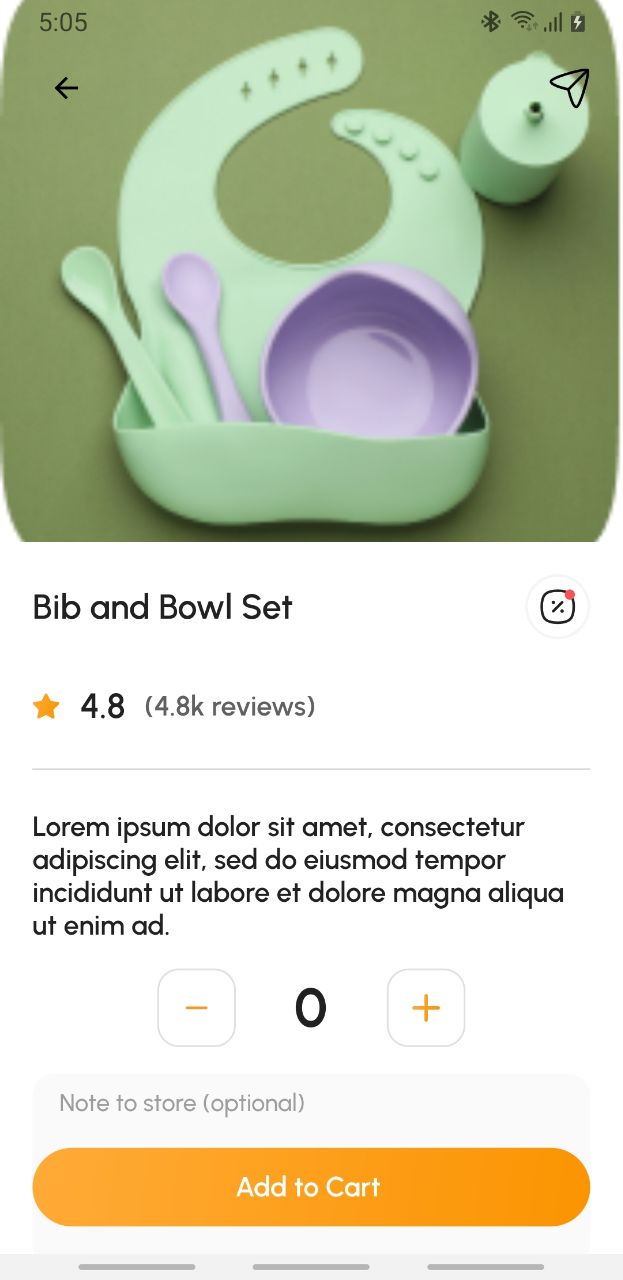 5:05
Bib and Bowl Set
4.8 (4.8k reviews)
Lorem ipsum dolor sit amet, consectetur
adipiscing elit, sed do eiusmod tempor
incididunt ut labore et dolore magna aliqua
ut enim ad.
0
Note to store (optional)
Add to Cart